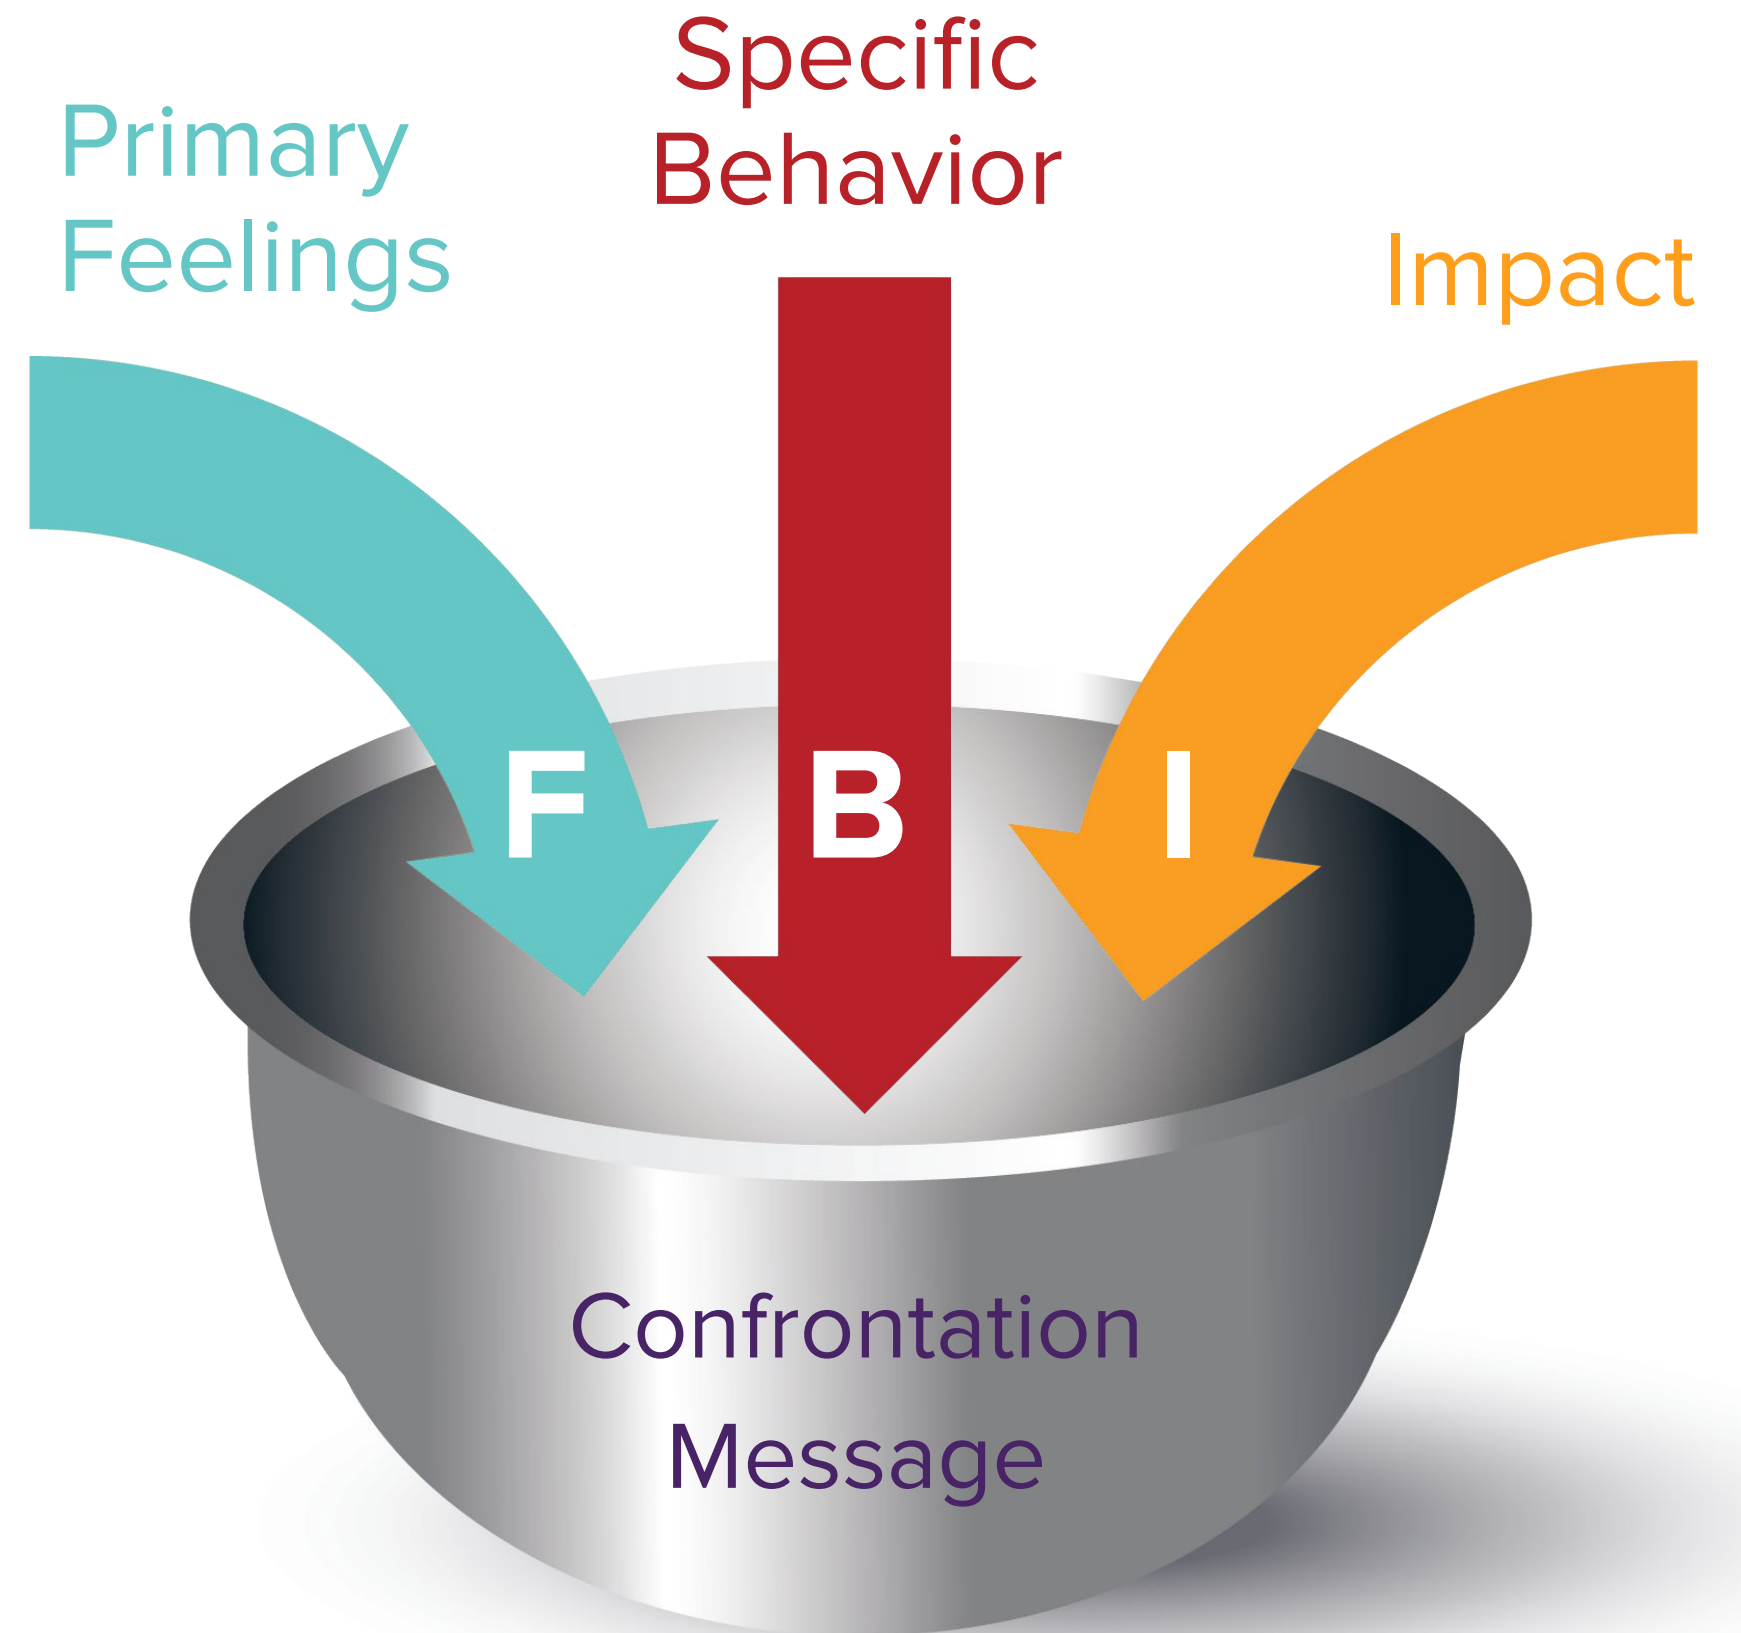 Specific
Behavior
Primary
Feelings
Impact
F
B
I
Confrontation
Message